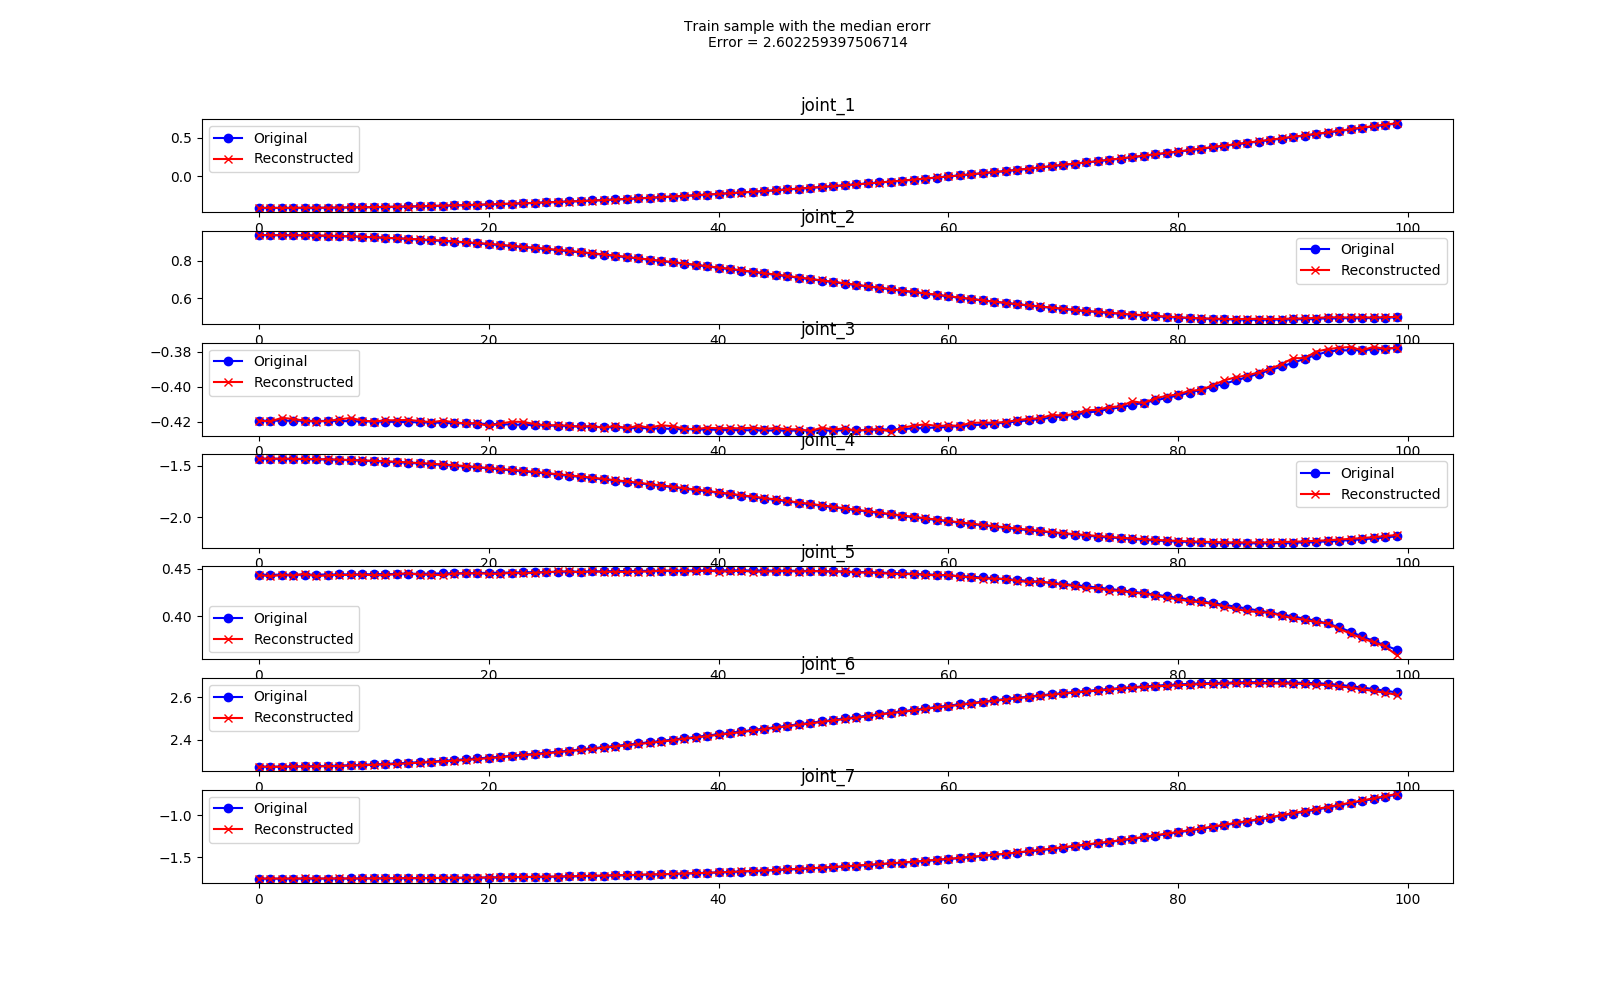 Train sample with the median erorr
Error = 2.602259397506714
joint_1
Original
Reconstructed
0.5
0.0
0 20 40 60 80 100
joint_2
Original
Reconstructed
0.8
0.6
0 20 40 60 80 100
joint_3
Original
Reconstructed
−0.38
−0.40
−0.42
0 20 40 60 80 100
joint_4
Original
Reconstructed
−1.5
−2.0
0 20 40 60 80 100
joint_5
0.45
0.40
Original
Reconstructed
0 20 40 60 80 100
joint_6
Original
Reconstructed
2.6
2.4
0 20 40 60 80 100
joint_7
Original
Reconstructed
−1.0
−1.5
0 20 40 60 80 100